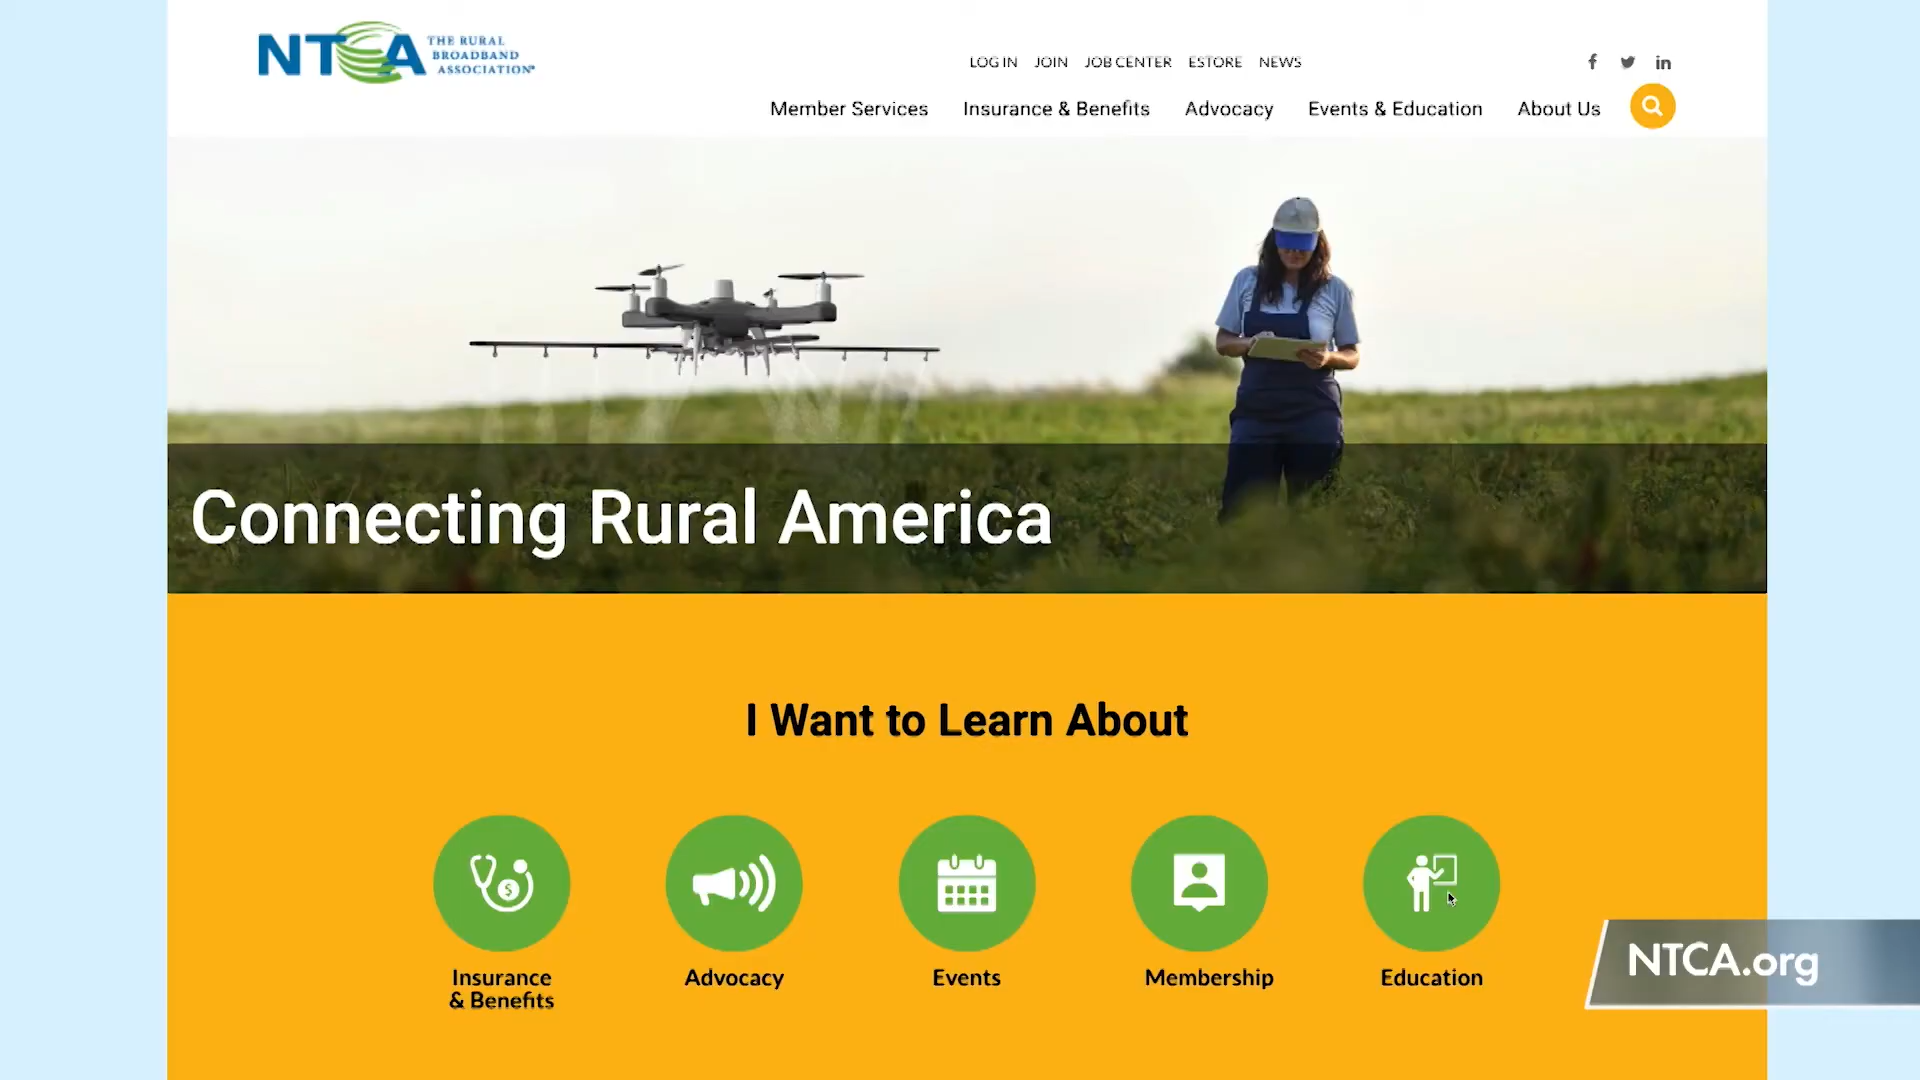 NTCA THE RURAL
BROADBAND
ASSOCIATION
LOG IN JOIN JOB CENTER ESTORE NEWS
Member Services Insurance & Benefits Advocacy Events & Education About Us
Connecting Rural America
I Want to Learn About
Insurance
& Benefits
Advocacy
Events
Membership
Education
NTCA.org